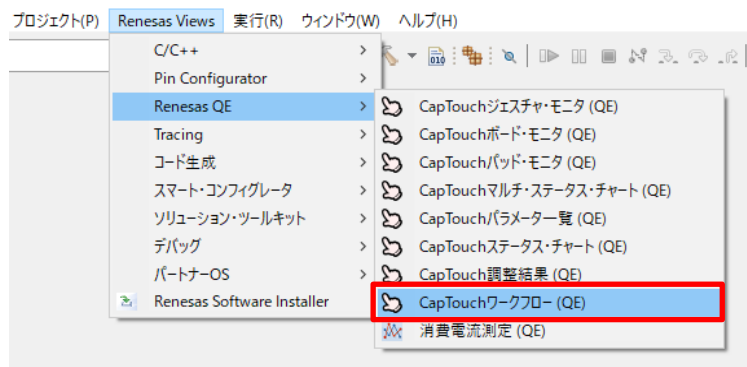 プロジェクト(P) Renesas Views 実行(R) ウィンドウ(W) ヘルプ(H)
C/C++
Pin Configurator
Renesas QE
Tracing
コード生成
スマート・コンフィグレータ
ソリューション・ツールキット
デバッグ
パートナーOS
Renesas Software Installer
CapTouchジェスチャ・モニタ (QE)
CapTouchボード・モニタ (QE)
CapTouchパッド・モニタ (QE)
CapTouchマルチ・ステータス・チャート (QE)
CapTouchパラメータ一覧 (QE)
CapTouchステータス・チャート (QE)
CapTouch調整結果 (QE)
CapTouchワークフロー (QE)
消費電流測定 (QE)